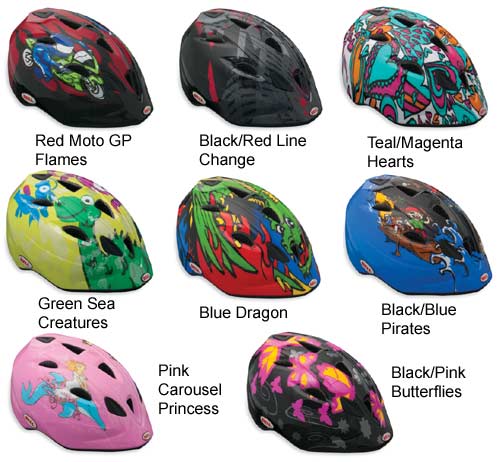 Red Moto GP
Flames
Black/Red Line
Change
Teal/Magenta
Hearts
Green Sea
Creatures
Blue Dragon
Black/Blue
Pirates
Pink
Carousel
Princess
Black/Pink
Butterflies